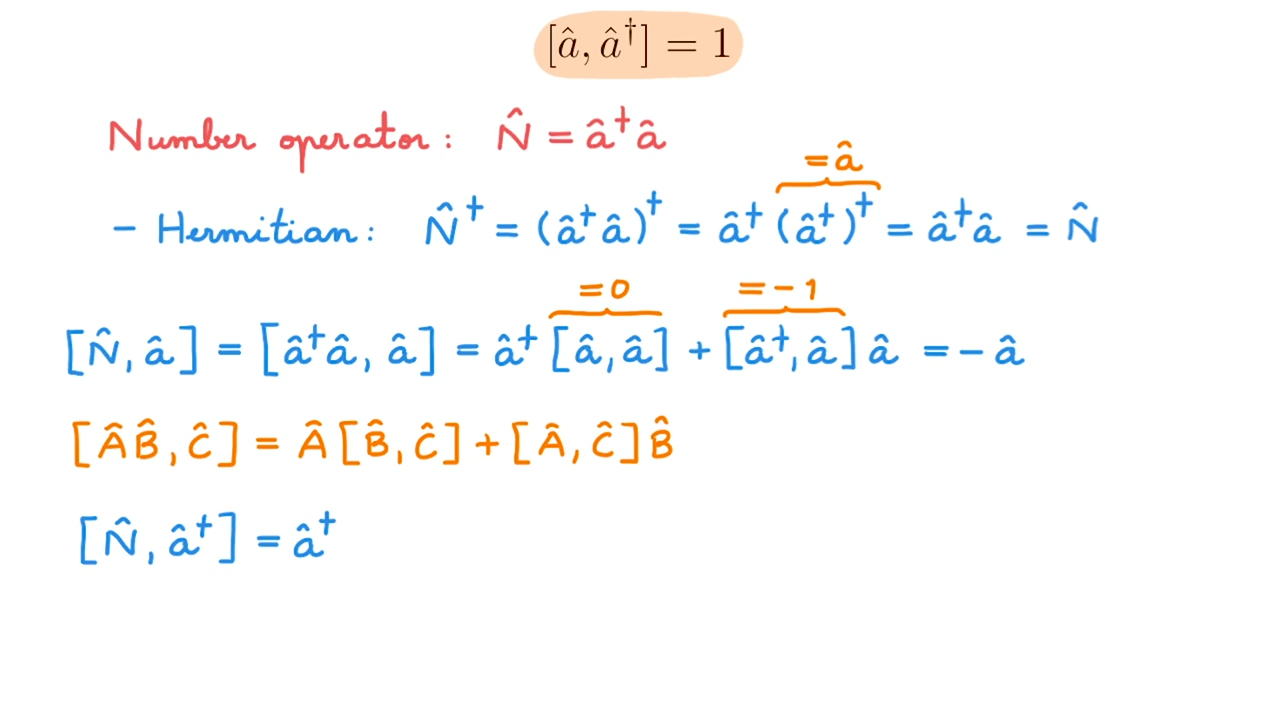 [â, â†] = 1
Number operator: N̂ = â†â
= â
- Hermitian: N̂† = (â†â)† = â†(â†)† = â†â = N̂
= 0 = - 1
[N̂, â] = [â†â, â] = â†[â, â] + [â†, â]â = - â
[ÂB̂, Ĉ] = Â[B̂, Ĉ] + [Â, Ĉ]B̂
[N̂, â†] = â†